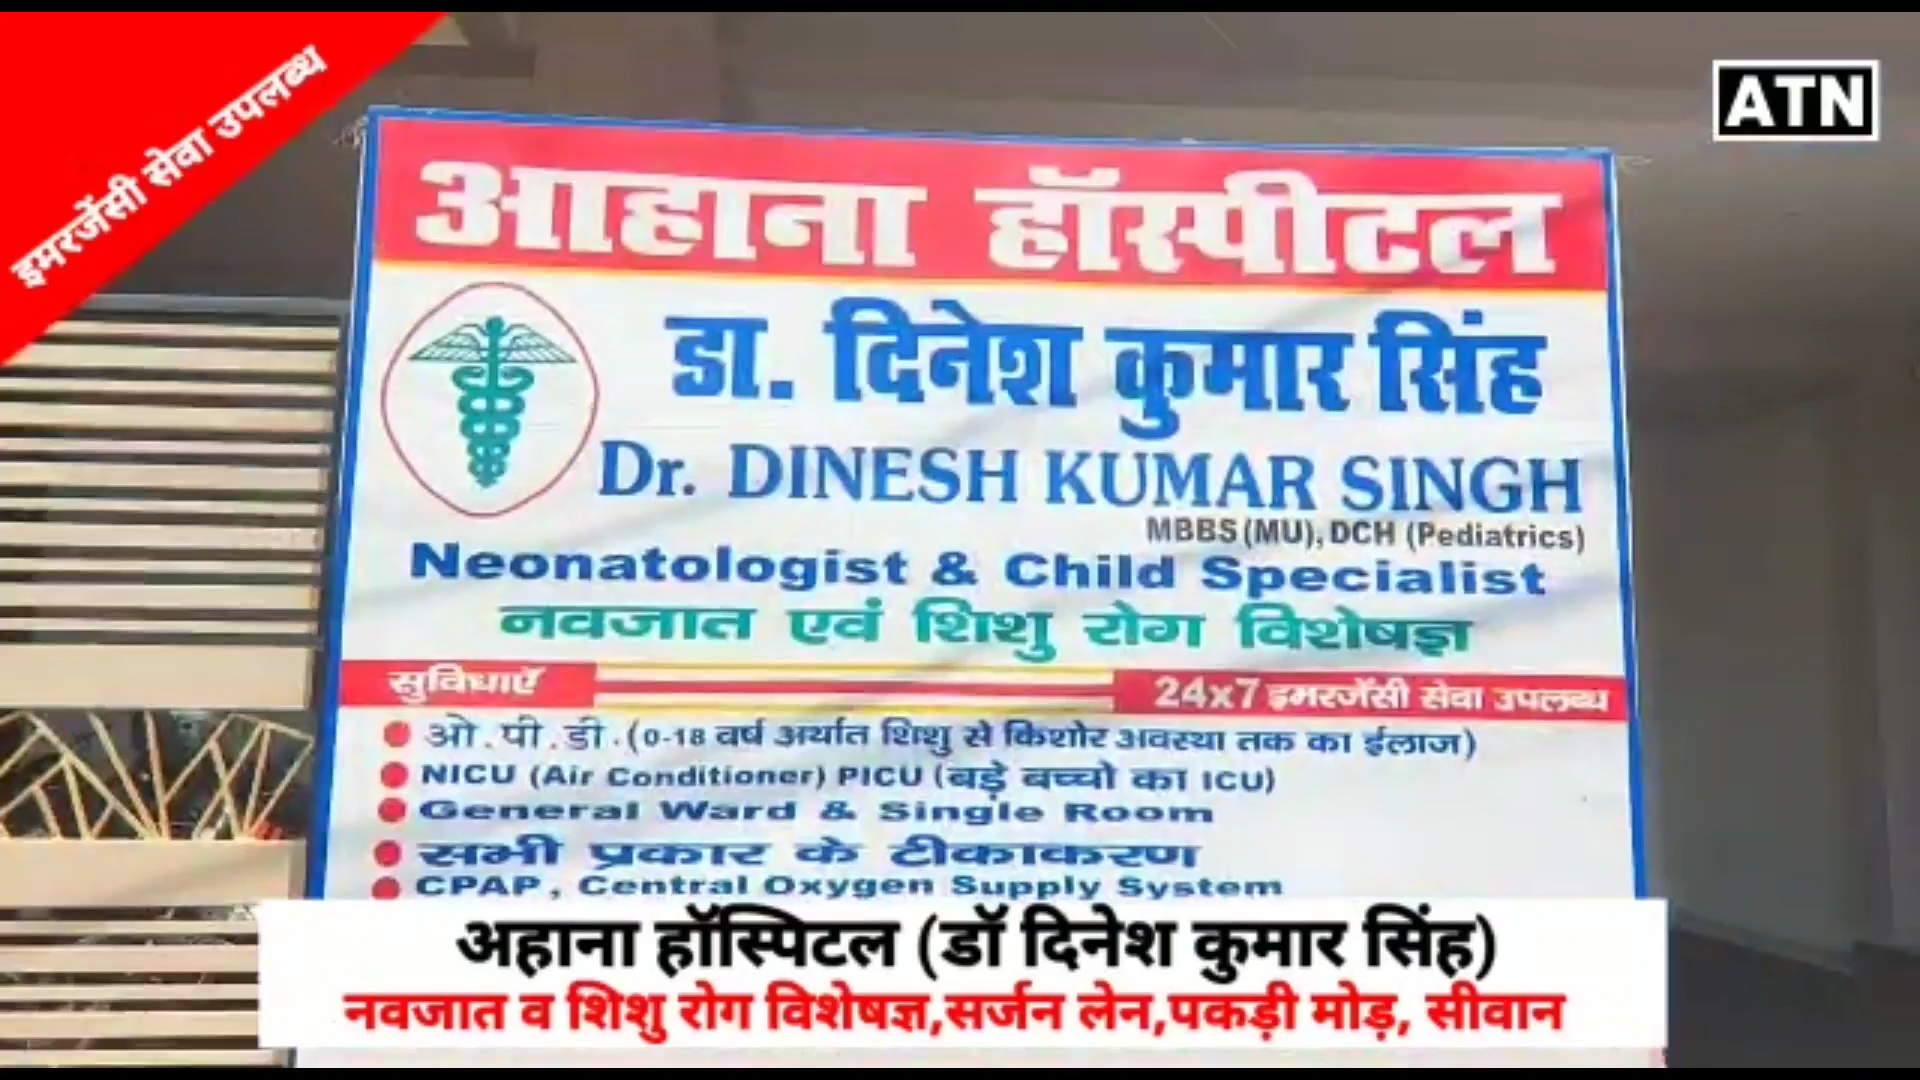 इमरजेंसी सेवा उपलब्ध
ATN
आहाना हॉस्पीटल
डा. दिनेश कुमार सिंह
Dr. DINESH KUMAR SINGH
MBBS (MU), DCH (Pediatrics)
Neonatologist & Child Specialist
नवजात एवं शिशु रोग विशेषज्ञ
सुविधाएँ
24x7 इमरजेंसी सेवा उपलब्ध
ओ.पी.डी.(0-18 वर्ष अर्थात शिशु से किशोर अवस्था तक का ईलाज)
NICU (Air Conditioner) PICU (बड़े बच्चो का ICU)
General Ward & Single Room
सभी प्रकार के टीकाकरण
CPAP, Central Oxygen Supply System
अहाना हॉस्पिटल (डॉ दिनेश कुमार सिंह)
नवजात व शिशु रोग विशेषज्ञ,सर्जन लेन,पकड़ी मोड़, सीवान